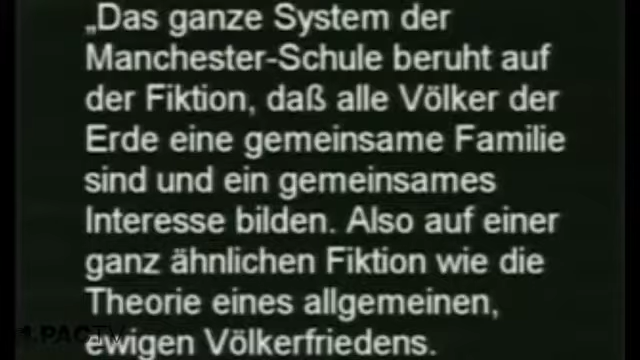 „Das ganze System der
Manchester-Schule beruht auf
der Fiktion, daß alle Völker der
Erde eine gemeinsame Familie
sind und ein gemeinsames
Interesse bilden. Also auf einer
ganz ähnlichen Fiktion wie die
Theorie eines allgemeinen,
ewigen Völkerfriedens.